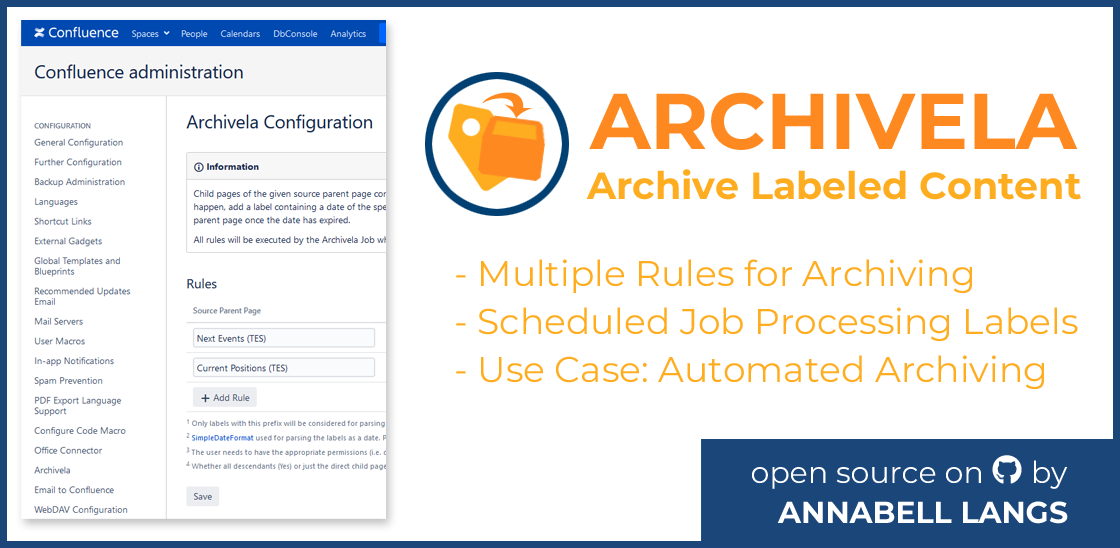 Confluence Spaces People Calendars DbConsole Analytics
Confluence administration
CONFIGURATION
General Configuration
Further Configuration
Backup Administration
Languages
Shortcut Links
External Gadgets
Global Templates and
Blueprints
Recommended Updates
Email
Mail Servers
User Macros
In-app Notifications
Spam Prevention
PDF Export Language
Support
Configure Code Macro
Office Connector
Archivela
Email to Confluence
WebDAV Configuration
Archivela Configuration
Information
Child pages of the given source parent page
happen, add a label containing a date of the
parent page once the date has expired.
All rules will be executed by the Archivela Job
Rules
Source Parent Page
Next Events (TES)
Current Positions (TES)
+ Add Rule
1 Only labels with this prefix will be considered for parsing
2 SimpleDateFormat used for parsing the labels as a date.
3 The user needs to have the appropriate permissions (i.e.
4 Whether all descendants (Yes) or just the direct child
Save
ARCHIVELA
Archive Labeled Content
- Multiple Rules for Archiving
- Scheduled Job Processing Labels
- Use Case: Automated Archiving
open source on by
ANNABELL LANGS